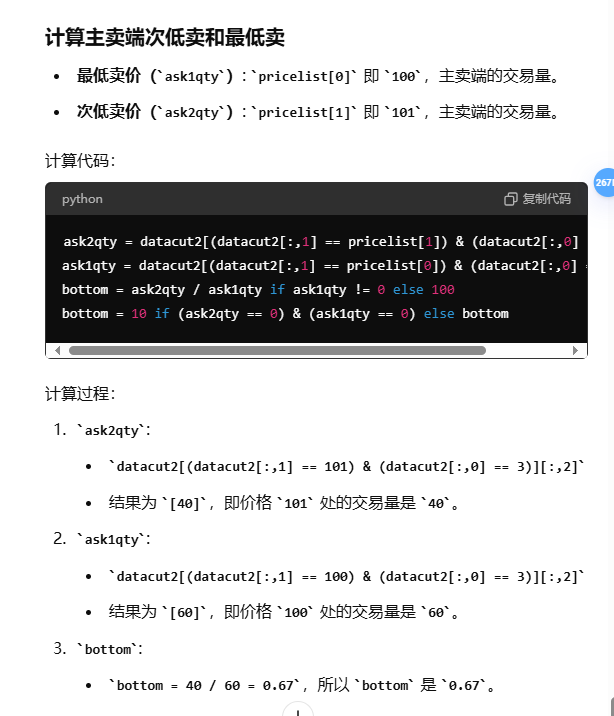 计算主卖端次低卖和最低卖
• 最低卖价（`ask1qty`）：`pricelist[0]` 即 `100`，主卖端的交易量。
• 次低卖价（`ask2qty`）：`pricelist[1]` 即 `101`，主卖端的交易量。
计算代码：
python 复制代码
ask2qty = datacut2[(datacut2[:,1] == pricelist[1]) & (datacut2[:,0]
ask1qty = datacut2[(datacut2[:,1] == pricelist[0]) & (datacut2[:,0] =
bottom = ask2qty / ask1qty if ask1qty != 0 else 100
bottom = 10 if (ask2qty == 0) & (ask1qty == 0) else bottom
计算过程：
1. `ask2qty`：
• `datacut2[(datacut2[:,1] == 101) & (datacut2[:,0] == 3)][:,2]`
• 结果为 `[40]`，即价格 `101` 处的交易量是 `40`。
2. `ask1qty`：
• `datacut2[(datacut2[:,1] == 100) & (datacut2[:,0] == 3)][:,2]`
• 结果为 `[60]`，即价格 `100` 处的交易量是 `60`。
3. `bottom`：
• `bottom = 40 / 60 = 0.67`，所以 `bottom` 是 `0.67`。